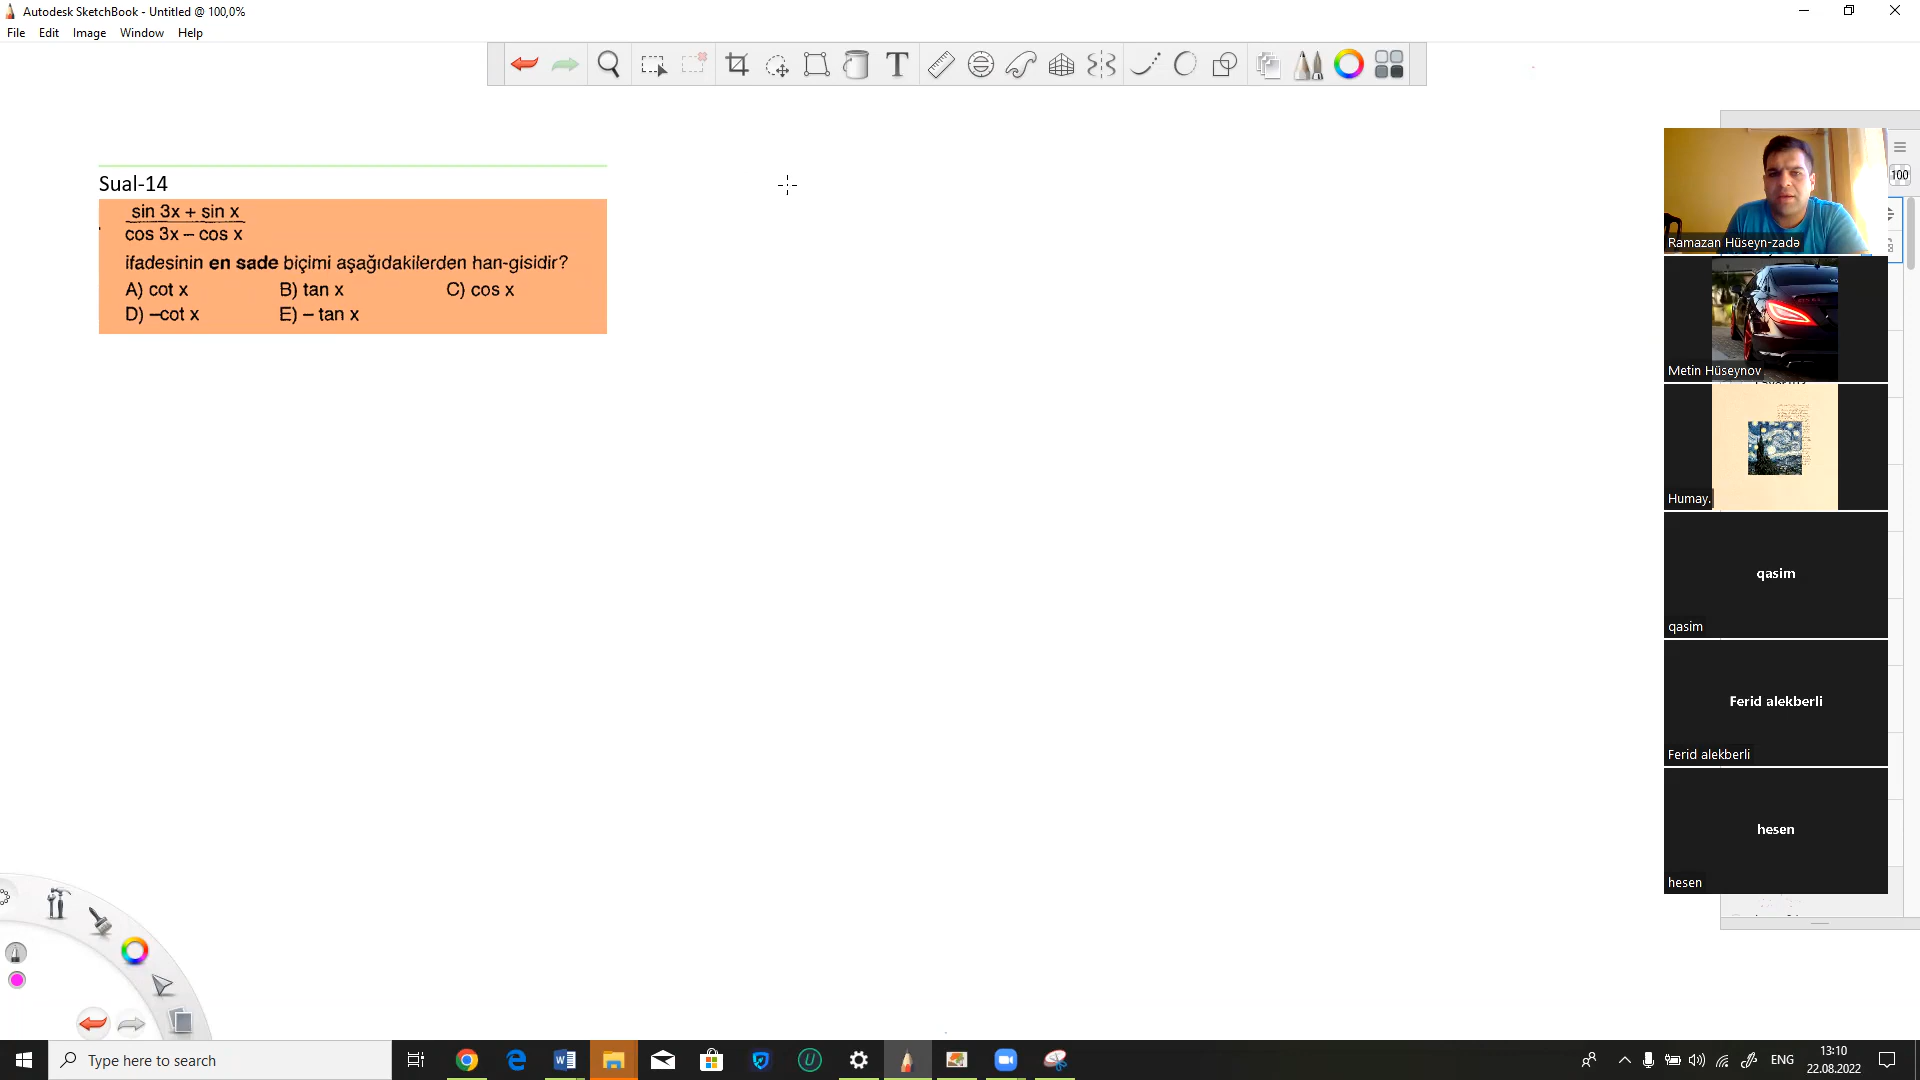 Autodesk SketchBook - Untitled @ 100,0%
File Edit Image Window Help
T
Sual-14
sin 3x + sin x
cos 3x – cos x
ifadesinin en sade biçimi aşağıdakilerden han-gisidir?
A) cot x B) tan x C) cos x
D) –cot x E) – tan x
100
Ramazan Hüseyn-zadə
Metin Hüseynov
Humay.
qasim
qasim
Ferid alekberli
Ferid alekberli
hesen
hesen
Type here to search
ENG
13:10
22.08.2022